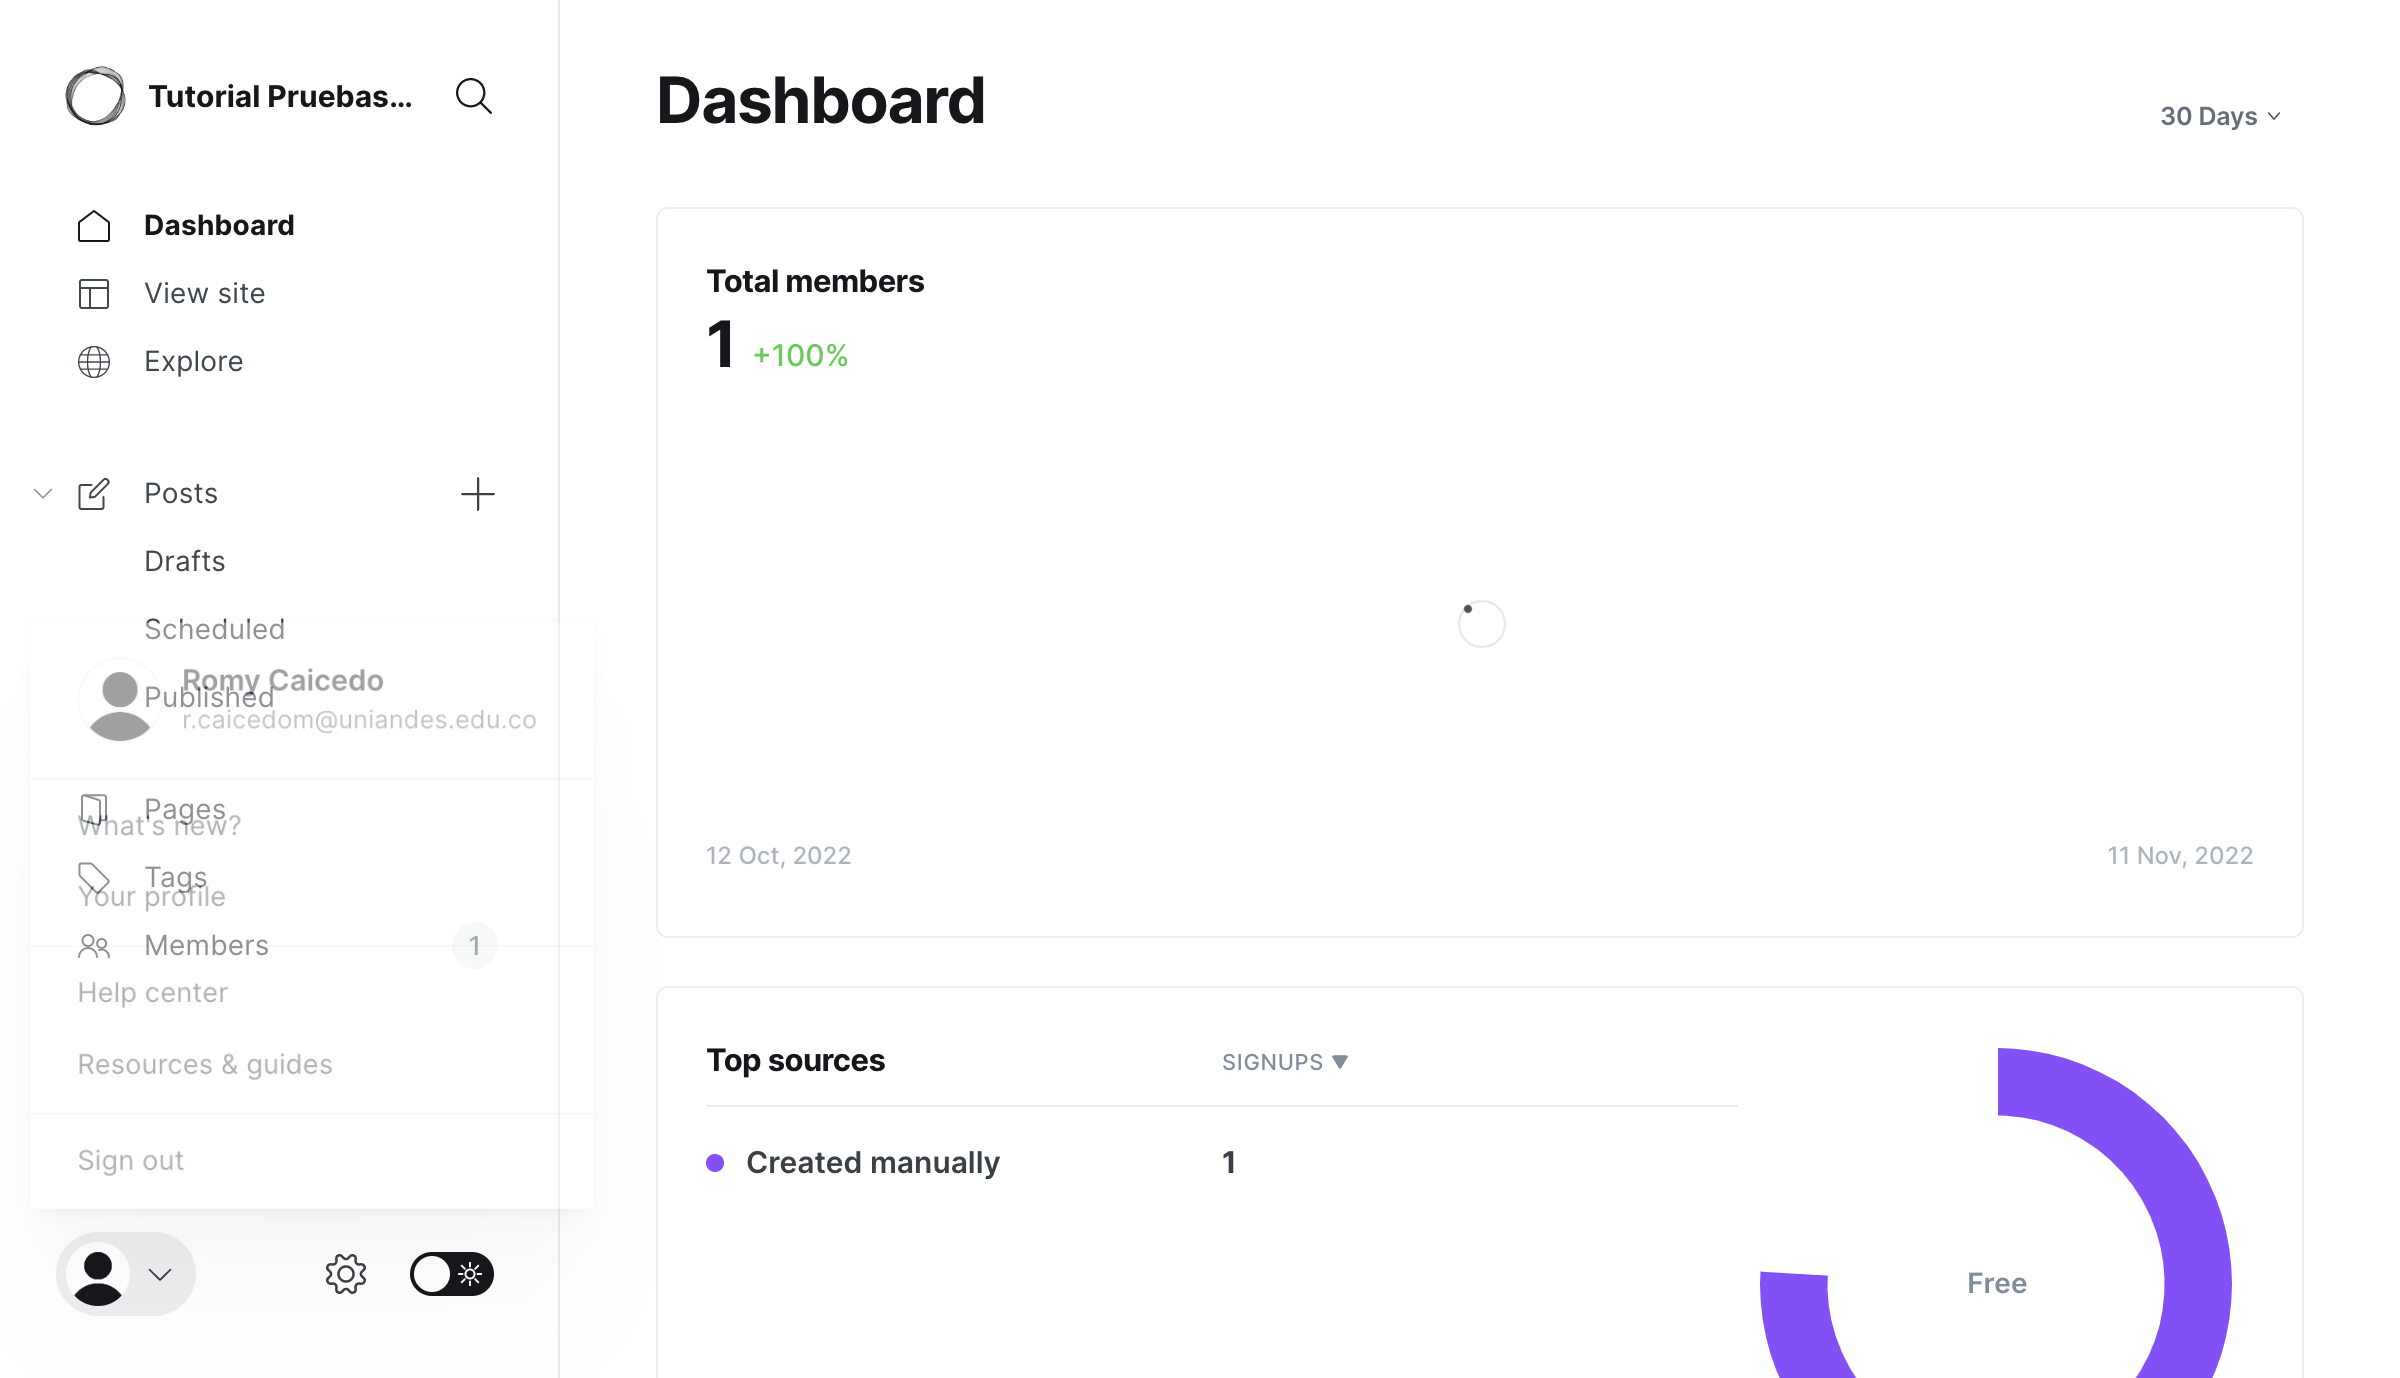 Tutorial Pruebas...
Dashboard
View site
Explore
Posts
Drafts
Scheduled
Published
Romy Caicedo
r.caicedom@uniandes.edu.co
Pages
What's new?
Tags
Your profile
Members 1
Help center
Resources & guides
Sign out
Dashboard
30 Days
Total members
1 +100%
12 Oct, 2022 11 Nov, 2022
Top sources SIGNUPS
Created manually 1
Free